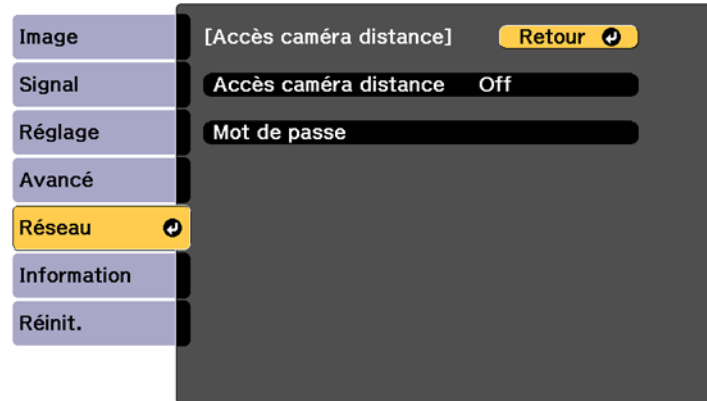 Image
Signal
Réglage
Avancé
Réseau
Information
Réinit.
[Accès caméra distance] Retour
Accès caméra distance Off
Mot de passe